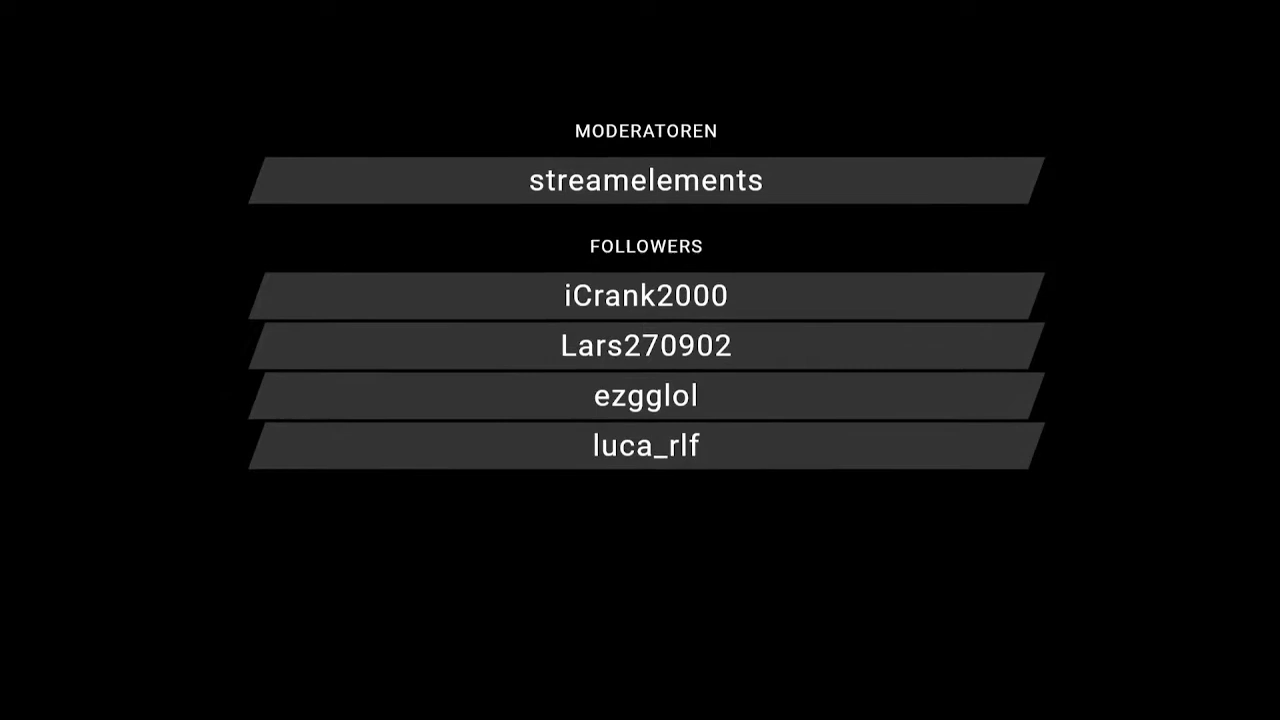 MODERATOREN
streamelements
FOLLOWERS
iCrank2000
Lars270902
ezgglol
luca_rlf